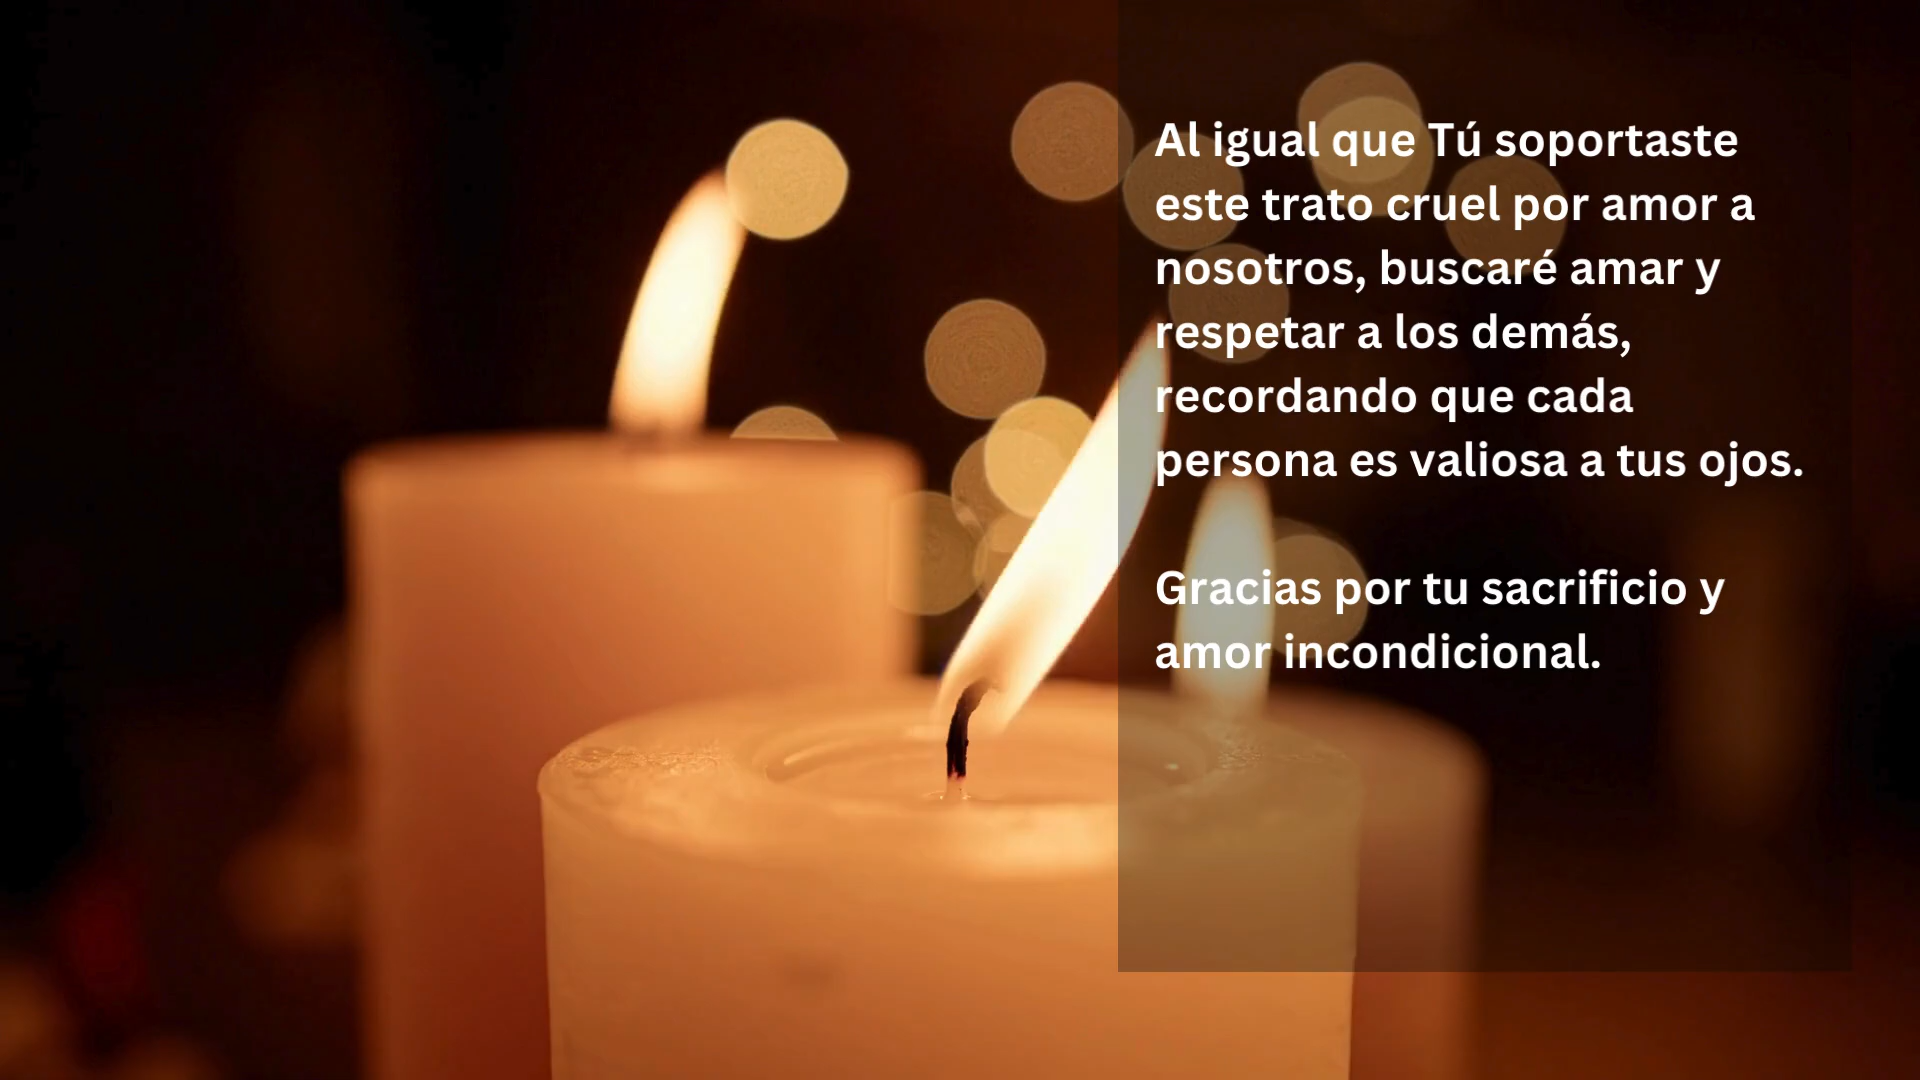 Al igual que Tú soportaste
este trato cruel por amor a
nosotros, buscaré amar y
respetar a los demás,
recordando que cada
persona es valiosa a tus ojos.
Gracias por tu sacrificio y
amor incondicional.